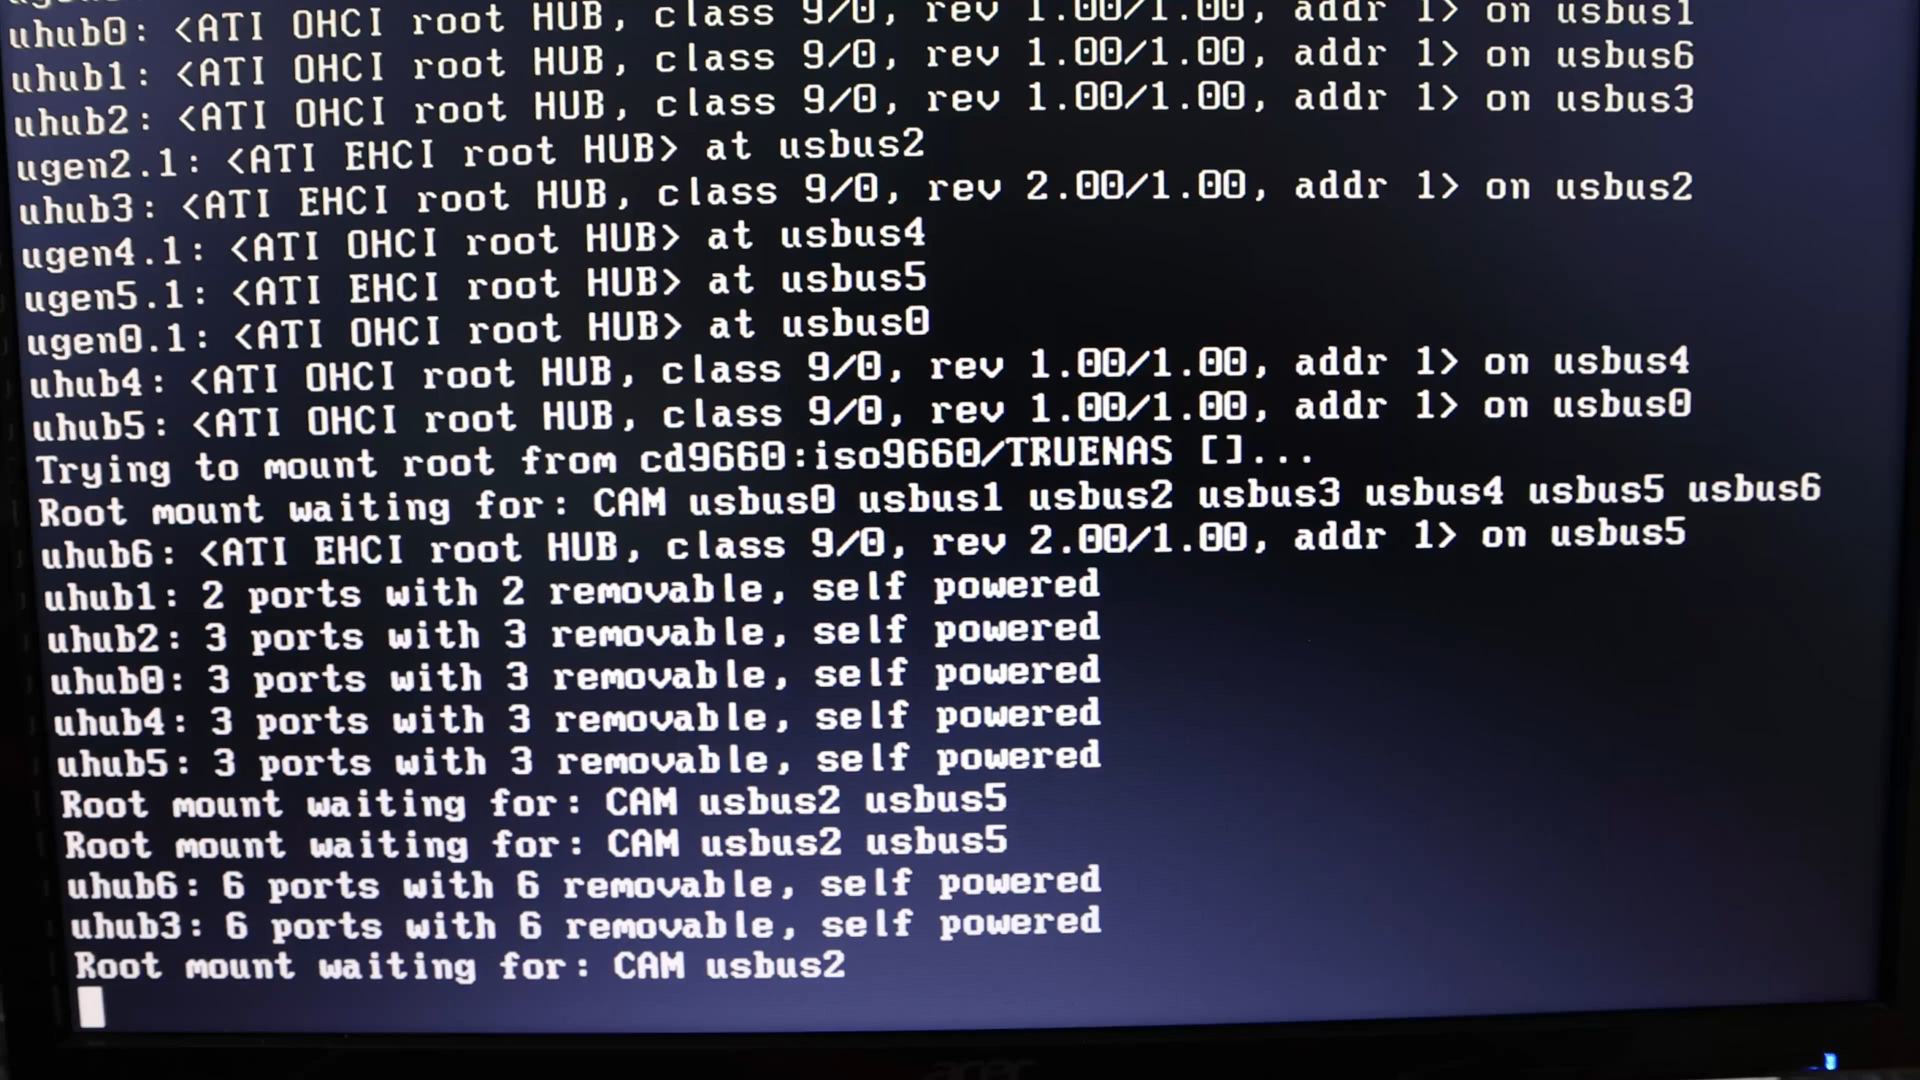 uhub0: <ATI OHCI root HUB, class 9/0, rev 1.00/1.00, addr 1> on usbus1
uhub1: <ATI OHCI root HUB, class 9/0, rev 1.00/1.00, addr 1> on usbus6
uhub2: <ATI OHCI root HUB, class 9/0, rev 1.00/1.00, addr 1> on usbus3
ugen2.1: <ATI EHCI root HUB> at usbus2
uhub3: <ATI EHCI root HUB, class 9/0, rev 2.00/1.00, addr 1> on usbus2
ugen4.1: <ATI OHCI root HUB> at usbus4
ugen5.1: <ATI EHCI root HUB> at usbus5
ugen0.1: <ATI OHCI root HUB> at usbus0
uhub4: <ATI OHCI root HUB, class 9/0, rev 1.00/1.00, addr 1> on usbus4
uhub5: <ATI OHCI root HUB, class 9/0, rev 1.00/1.00, addr 1> on usbus0
Trying to mount root from cd9660:iso9660/TRUENAS []...
Root mount waiting for: CAM usbus0 usbus1 usbus2 usbus3 usbus4 usbus5 usbus6
uhub6: <ATI EHCI root HUB, class 9/0, rev 2.00/1.00, addr 1> on usbus5
uhub1: 2 ports with 2 removable, self powered
uhub2: 3 ports with 3 removable, self powered
uhub0: 3 ports with 3 removable, self powered
uhub4: 3 ports with 3 removable, self powered
uhub5: 3 ports with 3 removable, self powered
Root mount waiting for: CAM usbus2 usbus5
Root mount waiting for: CAM usbus2 usbus5
uhub6: 6 ports with 6 removable, self powered
uhub3: 6 ports with 6 removable, self powered
Root mount waiting for: CAM usbus2
acer